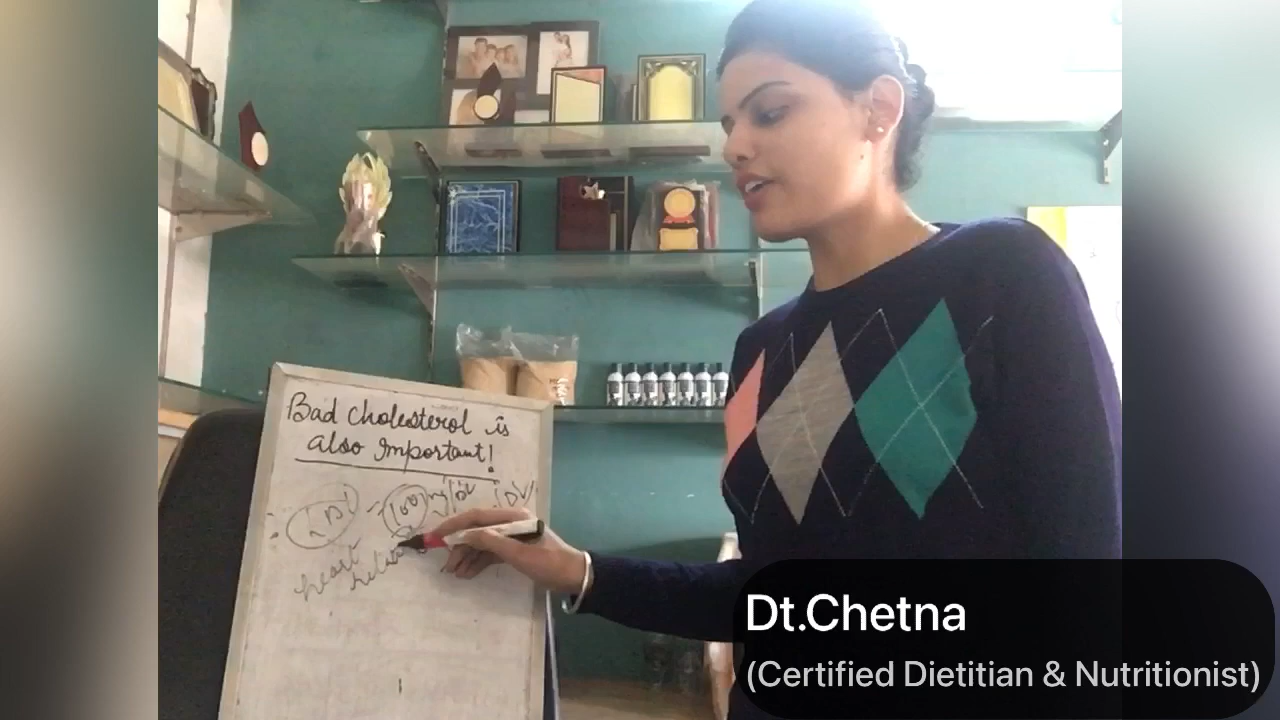 Bad Cholesterol is
also Important!
LDL = 100 mg/DL
heart
Dt.Chetna
(Certified Dietitian & Nutritionist)